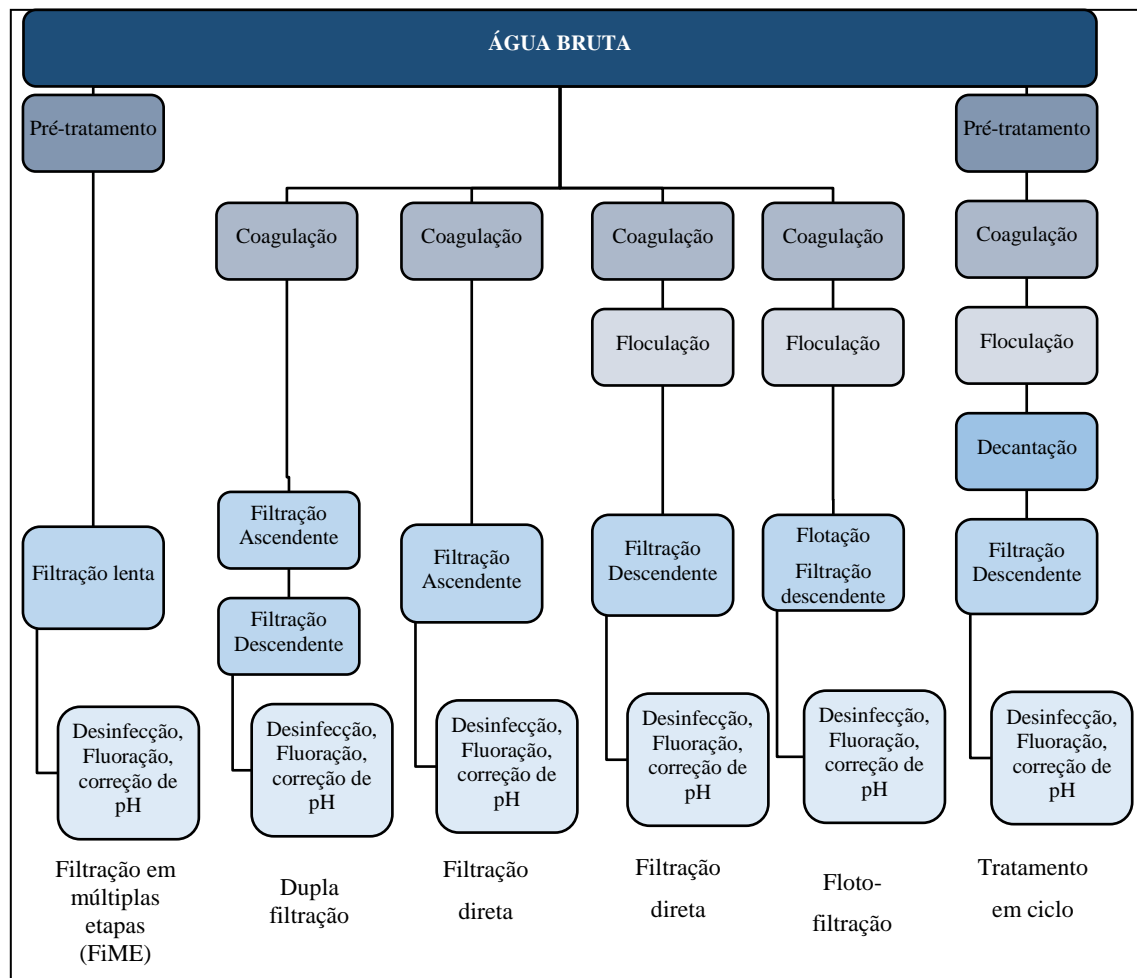 ÁGUA BRUTA
Pré-tratamento
Pré-tratamento
Coagulação
Coagulação
Coagulação
Coagulação
Coagulação
Floculação
Floculação
Floculação
Decantação
Filtração lenta
Filtração
Ascendente
Filtração
Descendente
Filtração
Ascendente
Filtração
Descendente
Flotação
Filtração
descendente
Filtração
Descendente
Desinfecção,
Fluoração,
correção de
pH
Desinfecção,
Fluoração,
correção de
pH
Desinfecção,
Fluoração,
correção de
pH
Desinfecção,
Fluoração,
correção de
pH
Desinfecção,
Fluoração,
correção de
pH
Desinfecção,
Fluoração,
correção de
pH
Filtração em
múltiplas
etapas
(FiME)
Dupla
filtração
Filtração
direta
Filtração
direta
Floto-
filtração
Tratamento
em ciclo